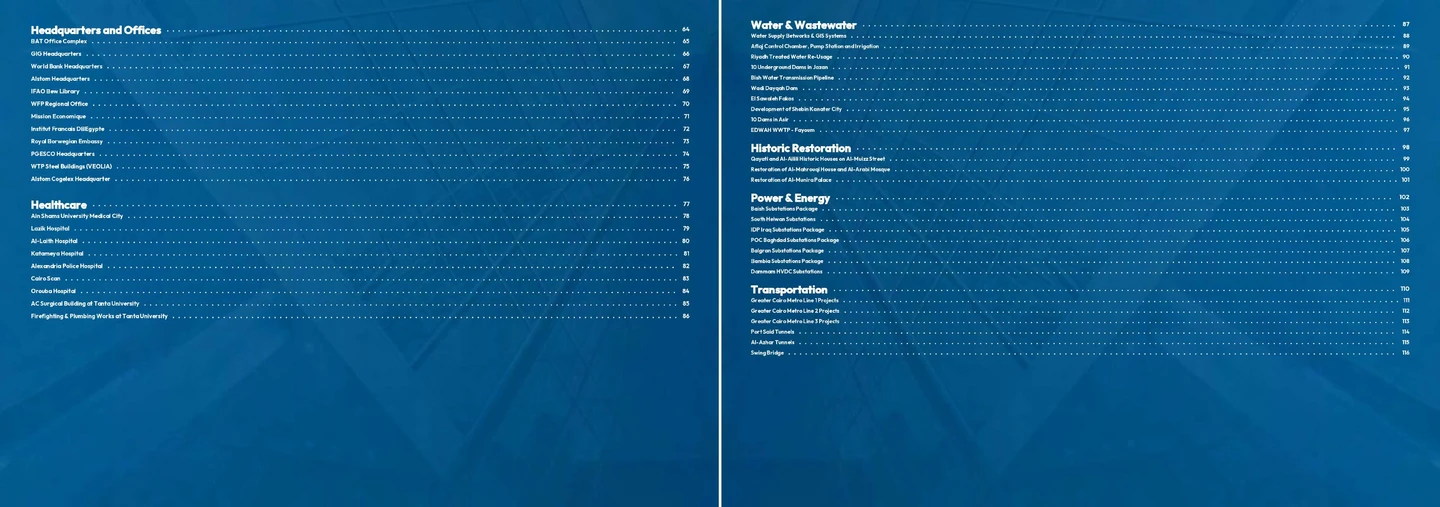 Headquarters and Offices 64
BAT Office Complex 65
GIG Headquarters 66
World Bank Headquarters 67
Alstom Headquarters 68
IFAO New Library 69
WFP Regional Office 70
Mission Economique 71
Institut Francais DillEgypte 72
Royal Norwegian Embassy 73
PGESCO Headquarters 74
WTP Steel Buildings (VEOLIA) 75
Alstom Cogelex Headquarter 76
Healthcare 77
Ain Shams University Medical City 78
Lazik Hospital 79
Al-Laith Hospital 80
Katameya Hospital 81
Alexandria Police Hospital 82
Cairo Scan 83
Orouba Hospital 84
AC Surgical Building at Tanta University 85
Firefighting & Plumbing Works at Tanta University 86
Water & Wastewater 87
Water Supply Networks & GIS Systems 88
Aflaj Control Chamber, Pump Station and Irrigation 89
Riyadh Treated Water Re-Usage 90
10 Underground Dams in Jazan 91
Bish Water Transmission Pipeline 92
Wadi Dayqah Dam 93
El Sawaleh Fakos 94
Development of Shebin Kanater City 95
10 Dams in Asir 96
EDWAH WWTP - Fayoum 97
Historic Restoration 98
Qayati and Al-Ailili Historic Houses on Al-Muizz Street 99
Restoration of Al-Mahrouqi House and Al-Arabi Mosque 100
Restoration of Al-Munira Palace 101
Power & Energy 102
Baish Substations Package 103
South Helwan Substations 104
IDP Iraq Substations Package 105
POC Baghdad Substations Package 106
Belgran Substations Package 107
Bambia Substations Package 108
Dammam HVDC Substations 109
Transportation 110
Greater Cairo Metro Line 1 Projects 111
Greater Cairo Metro Line 2 Projects 112
Greater Cairo Metro Line 3 Projects 113
Port Said Tunnels 114
Al-Azhar Tunnels 115
Swing Bridge 116